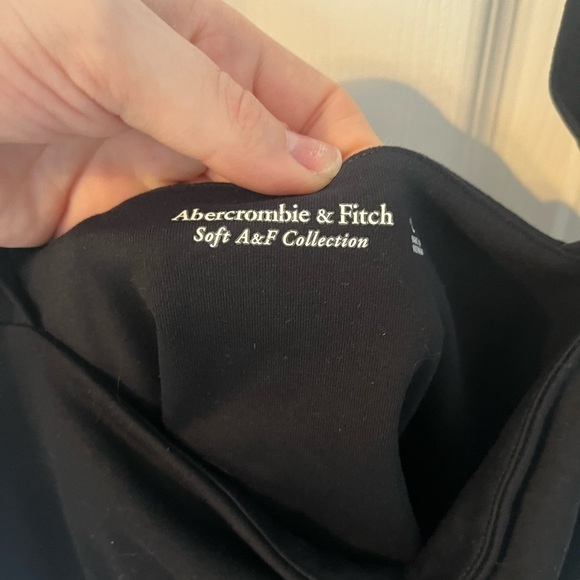 Abercrombie & Fitch
Soft A&F Collection